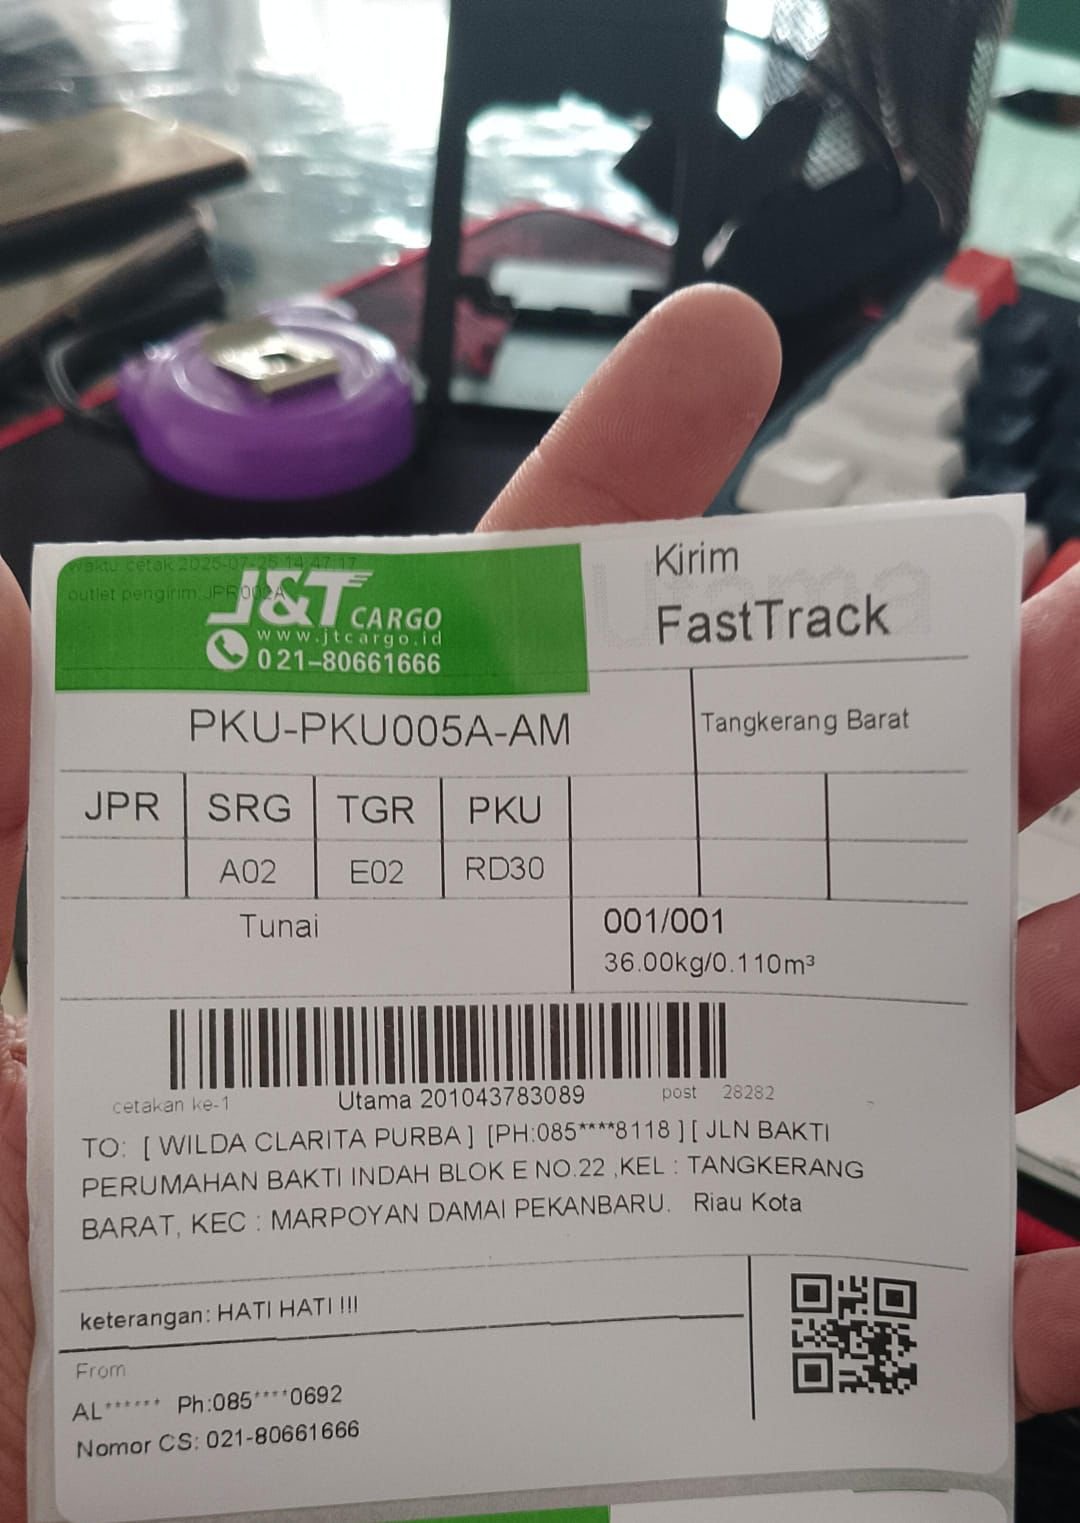 waktu cetak:2025-07-25 14:47:17
outlet pengirim:JPR002A
J&T CARGO
www.jtcargo.id
021-80661666
Kirim
FastTrack
Utama
PKU-PKU005A-AM
Tangkerang Barat
JPR SRG TGR PKU
A02 E02 RD30
Tunai
001/001
36.00kg/0.110m³
cetakan ke-1 Utama 201043783089 post 28282
TO: [ WILDA CLARITA PURBA ] [PH:085****8118 ] [ JLN BAKTI
PERUMAHAN BAKTI INDAH BLOK E NO.22 ,KEL : TANGKERANG
BARAT, KEC : MARPOYAN DAMAI PEKANBARU. Riau Kota
keterangan: HATI HATI !!!
From
AL****** Ph:085****0692
Nomor CS: 021-80661666